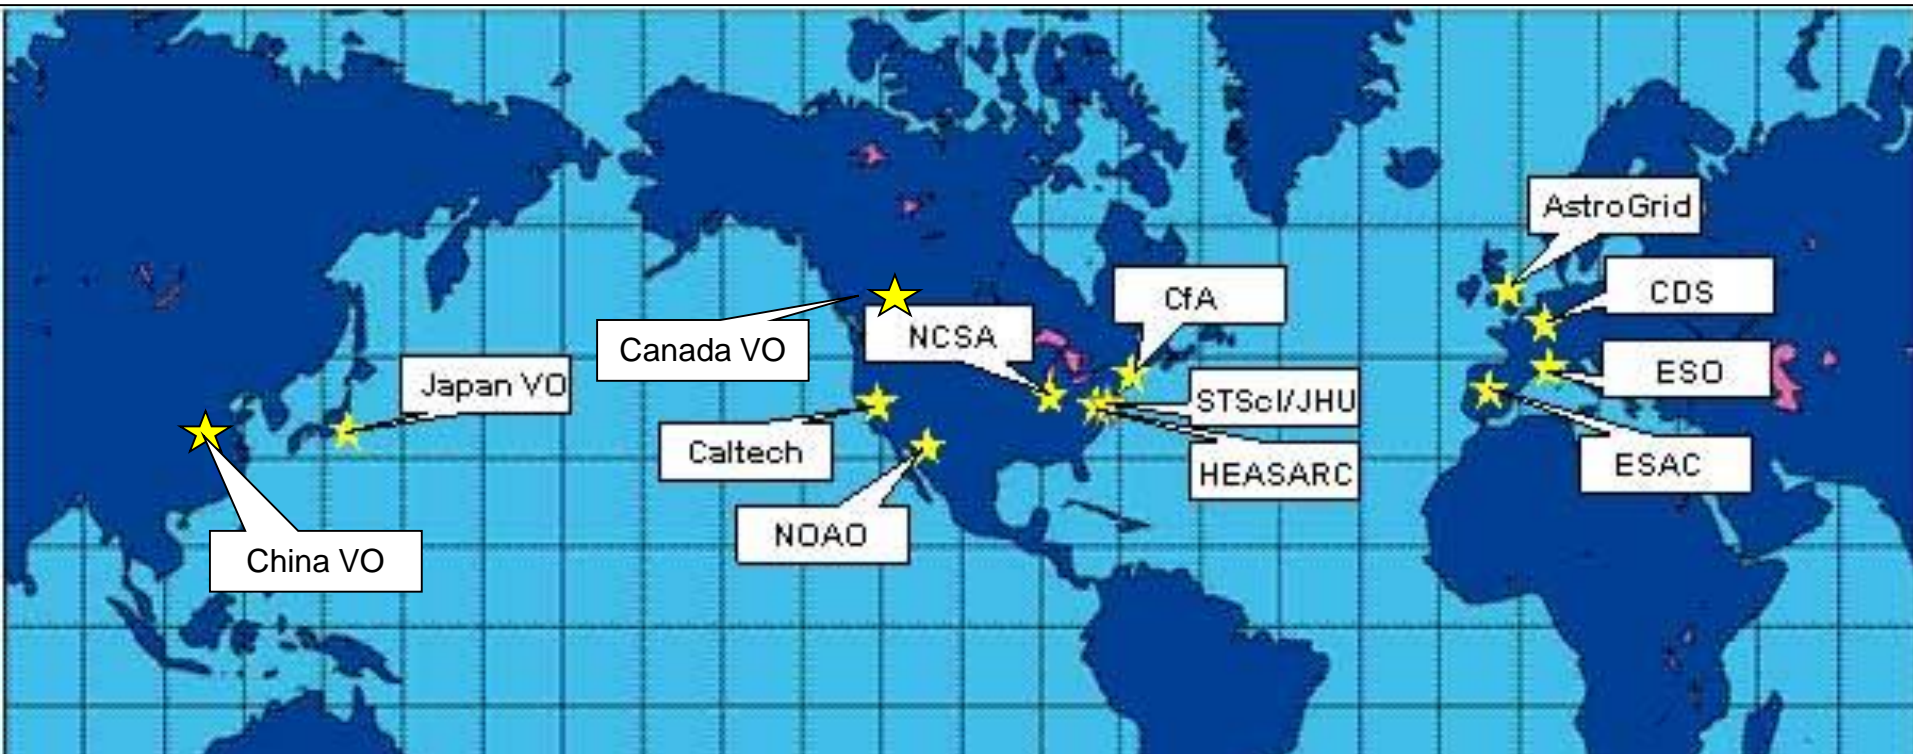 AstroGrid
CDS
CfA
NCSA
Canada VO
Japan VO
ESO
STScI/JHU
Caltech
ESAC
HEASARC
NOAO
China VO